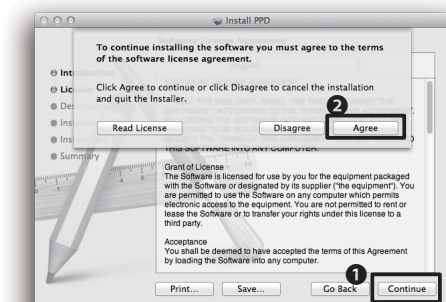 Install PPD
To continue installing the software you must agree to the terms
of the software license agreement.
Click Agree to continue or click Disagree to cancel the installation
and quit the Installer.
2
Read License
Disagree
Agree
Summary
THIS SOFTWARE INTO ANY COMPUTER.
Grant of License
The Software is licensed for use by you for the equipment packaged
with the Software or designated by its supplier ("the equipment"). You
are permitted to use the Software on any computer which permits
electronic access to the equipment. You are not permitted to rent or
lease the Software or to transfer your rights under this license to a
third party.
Acceptance
You shall be deemed to have accepted the terms of this Agreement
by loading the Software into any computer.
1
Print...
Save...
Go Back
Continue